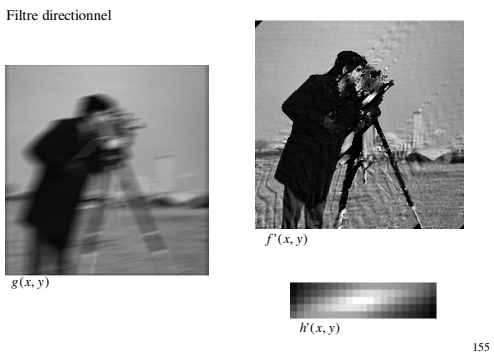 Filtre directionnel
g(x, y)
f'(x, y)
h'(x, y)
155